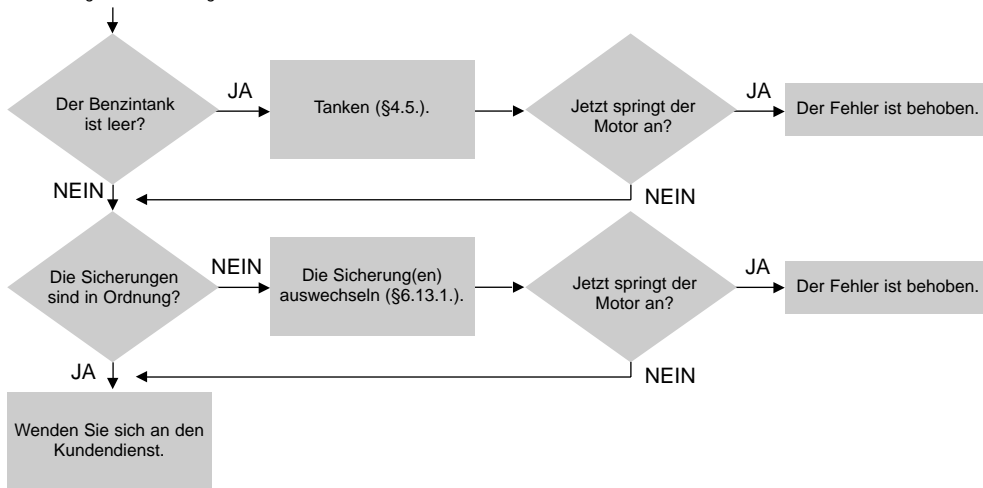 Der Benzintank
ist leer?
JA
Tanken (§4.5.).
Jetzt springt der
Motor an?
JA
Der Fehler ist behoben.
NEIN
NEIN
Die Sicherungen
sind in Ordnung?
NEIN
Die Sicherung(en)
auswechseln (§6.13.1.).
Jetzt springt der
Motor an?
JA
Der Fehler ist behoben.
JA
NEIN
Wenden Sie sich an den
Kundendienst.